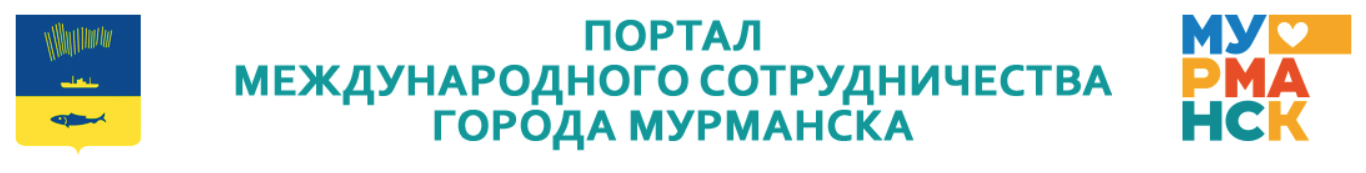 ПОРТАЛ
МЕЖДУНАРОДНОГО СОТРУДНИЧЕСТВА
ГОРОДА МУРМАНСКА
МУ
РМА
НСК